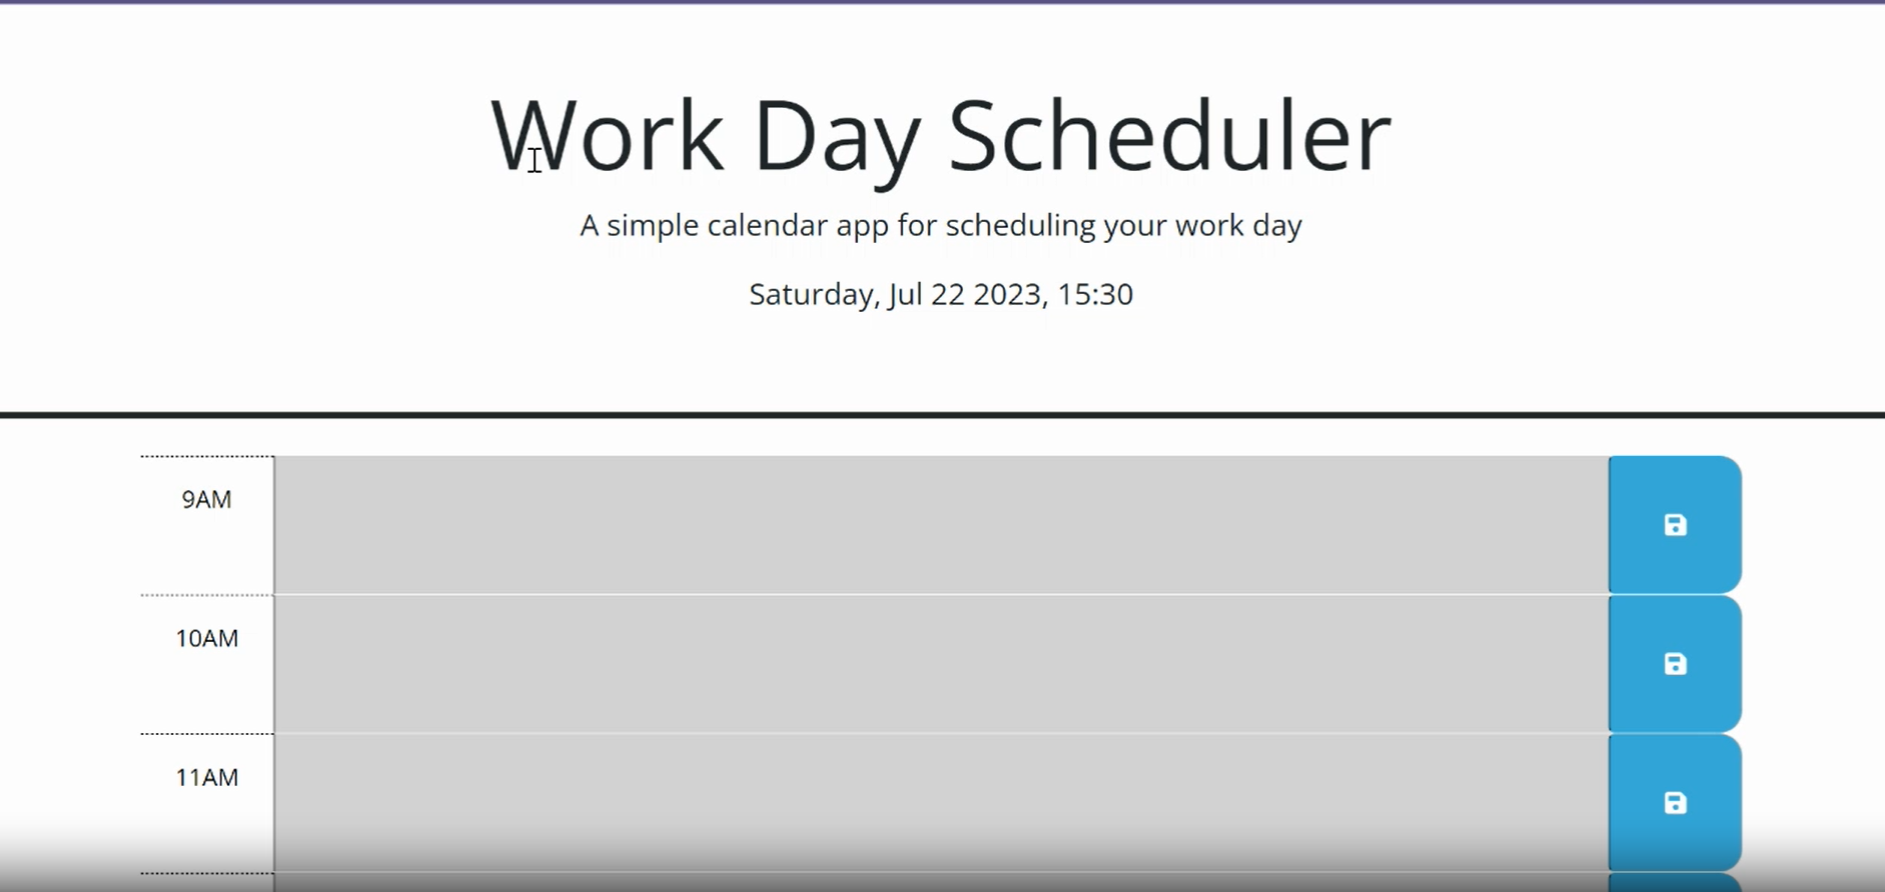 Work Day Scheduler
A simple calendar app for scheduling your work day
Saturday, Jul 22 2023, 15:30
9AM
10AM
11AM